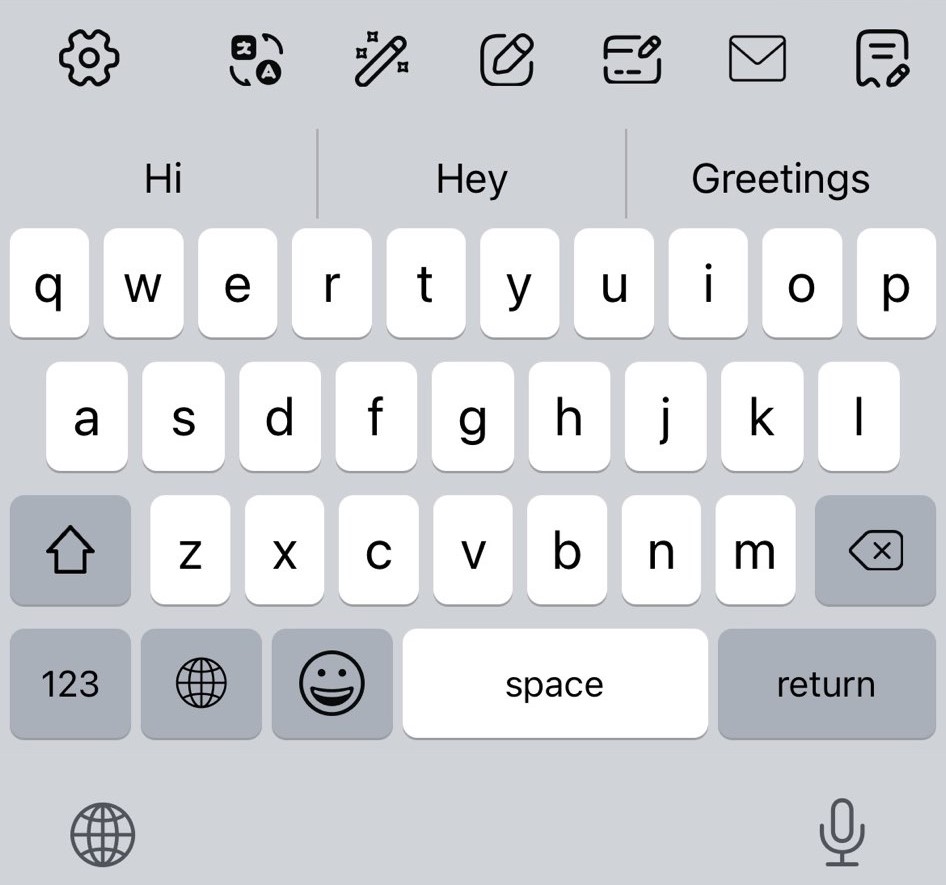 Hi Hey Greetings
q w e r t y u i o p
a s d f g h j k l
z x c v b n m
123 space return